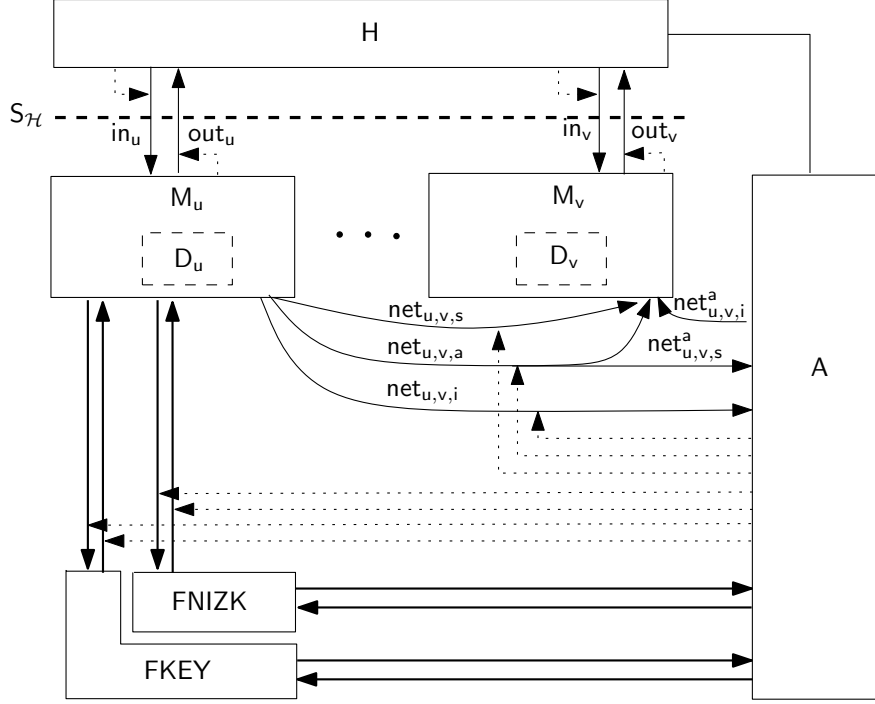 H
S_ℋ
in_u out_u in_v out_v
M_u M_v
D_u • • • D_v
net_{u,v,s} net^a_{u,v,i}
net_{u,v,a} net^a_{u,v,s}
A
net_{u,v,i}
FNIZK
FKEY